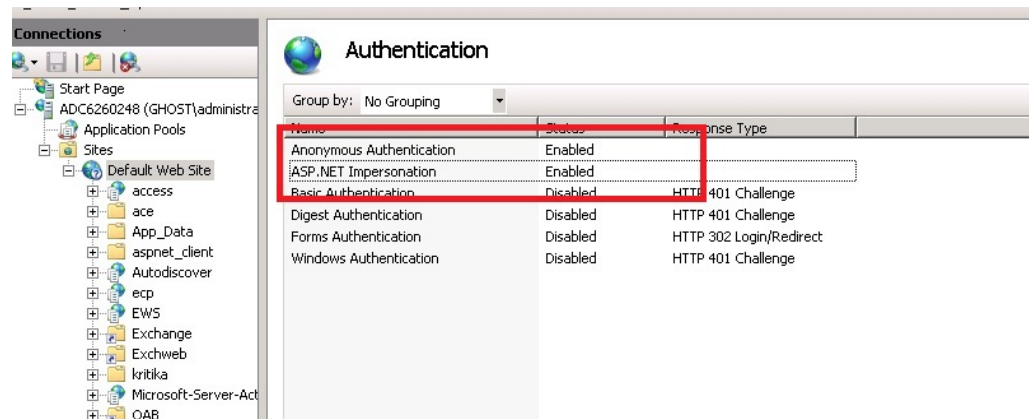 Connections
Start Page
ADC6260248 (GHOST\administra
Application Pools
Sites
Default Web Site
access
ace
App_Data
aspnet_client
Autodiscover
ecp
EWS
Exchange
Exchweb
kritika
Microsoft-Server-Act
OAB
Authentication
Group by: No Grouping
Name Status Response Type
Anonymous Authentication Enabled
ASP.NET Impersonation Enabled
Basic Authentication Disabled HTTP 401 Challenge
Digest Authentication Disabled HTTP 401 Challenge
Forms Authentication Disabled HTTP 302 Login/Redirect
Windows Authentication Disabled HTTP 401 Challenge